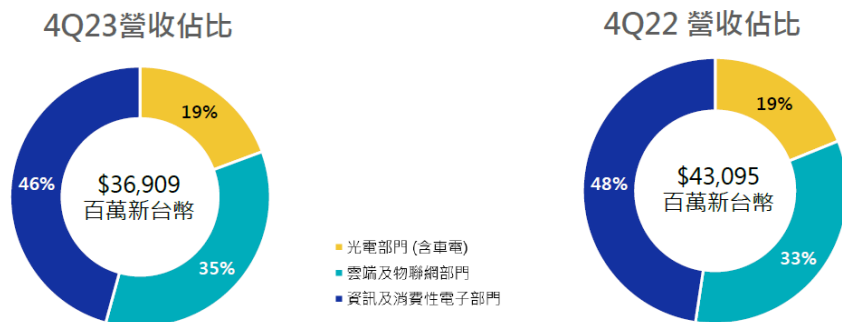 4Q23營收佔比
19%
46%
$36,909
百萬新台幣
35%
光電部門 (含車電)
雲端及物聯網部門
資訊及消費性電子部門
4Q22 營收佔比
19%
48%
$43,095
百萬新台幣
33%